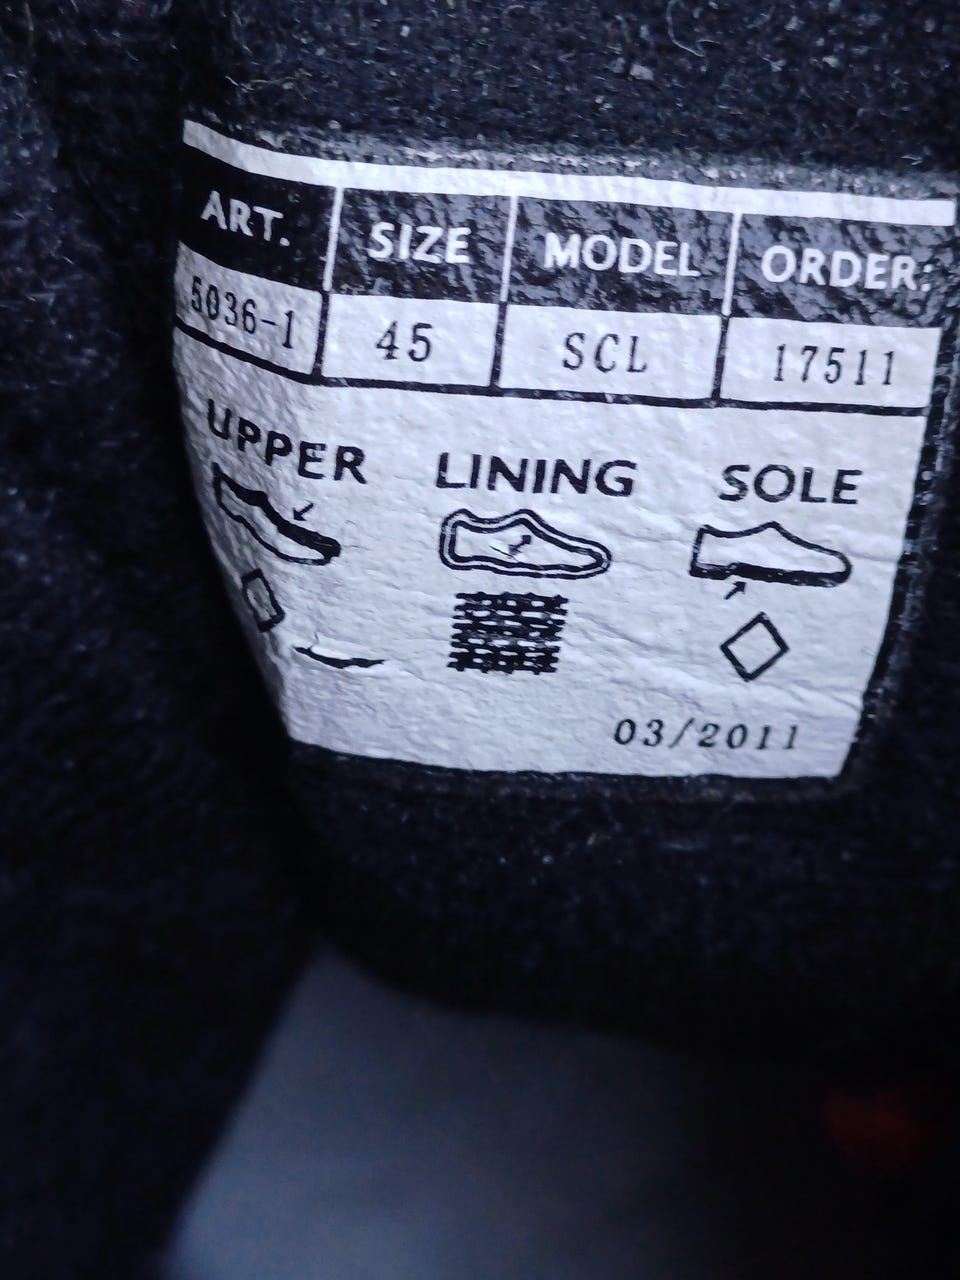 ART. SIZE MODEL ORDER:
5036-1 45 SCL 17511
UPPER LINING SOLE
03/2011